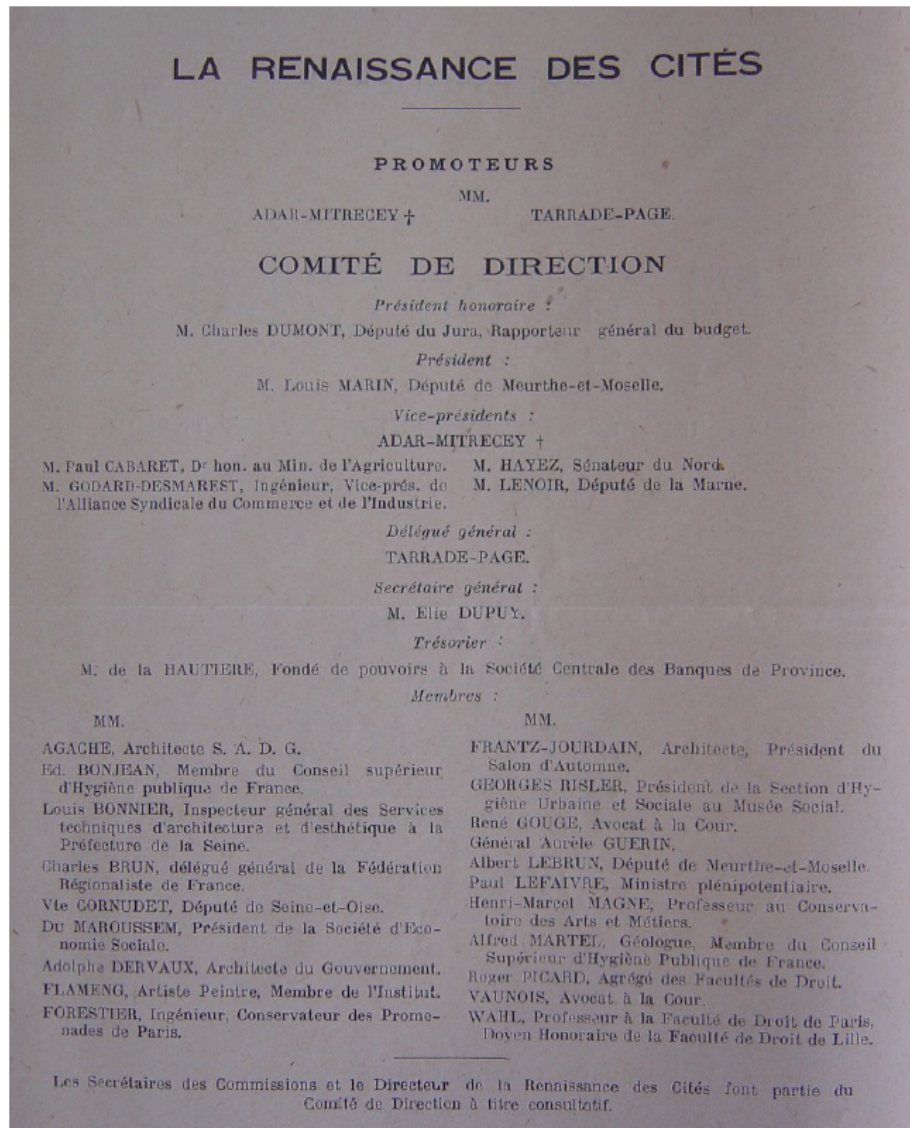 LA RENAISSANCE DES CITÉS
PROMOTEURS
MM.
ADAR-MITRECEY † TARRADE-PAGE.
COMITÉ DE DIRECTION
Président honoraire :
M. Charles DUMONT, Député du Jura, Rapporteur général du budget.
Président :
M. Louis MARIN, Député de Meurthe-et-Moselle.
Vice-présidents :
ADAR-MITRECEY †
M. Paul CABARET, Dr hon. au Min. de l'Agriculture.
M. GODARD-DESMAREST, Ingénieur, Vice-prés. de
l'Alliance Syndicale du Commerce et de l'Industrie.
M. HAYEZ, Sénateur du Nord.
M. LENOIR, Député de la Marne.
Délégué général :
TARRADE-PAGE.
Secrétaire général :
M. Elie DUPUY.
Trésorier :
M. de la HAUTIERE, Fondé de pouvoirs à la Société Centrale des Banques de Province.
Membres :
MM.
AGACHE, Architecte S. A. D. G.
Ed. BONJEAN, Membre du Conseil supérieur
d'Hygiène publique de France.
Louis BONNIER, Inspecteur général des Services
techniques d'architecture et d'esthétique à la
Préfecture de la Seine.
Charles BRUN, délégué général de la Fédération
Régionaliste de France.
Vte CORNUDET, Député de Seine-et-Oise.
DU MAROUSSEM, Président de la Société d'Eco-
nomie Sociale.
Adolphe DERVAUX, Architecte du Gouvernement.
FLAMENG, Artiste Peintre, Membre de l'Institut.
FORESTIER, Ingénieur, Conservateur des Prome-
nades de Paris.
MM.
FRANTZ-JOURDAIN, Architecte, Président du
Salon d'Automne.
GEORGES RISLER, Président de la Section d'Hy-
giène Urbaine et Sociale au Musée Social.
René GOUGE, Avocat à la Cour.
Général Aurèle GUERIN.
Albert LEBRUN, Député de Meurthe-et-Moselle.
Paul LEFAIVRE, Ministre plénipotentiaire.
Henri-Marcel MAGNE, Professeur au Conserva-
toire des Arts et Métiers.
Alfred MARTEL, Géologue, Membre du Conseil
Supérieur d'Hygiène Publique de France.
Roger PICARD, Agrégé des Facultés de Droit.
VAUNOIS, Avocat à la Cour.
WAHL, Professeur à la Faculté de Droit de Paris,
Doyen Honoraire de la Faculté de Droit de Lille.
Les Secrétaires des Commissions et le Directeur de la Renaissance des Cités font partie du
Comité de Direction à titre consultatif.